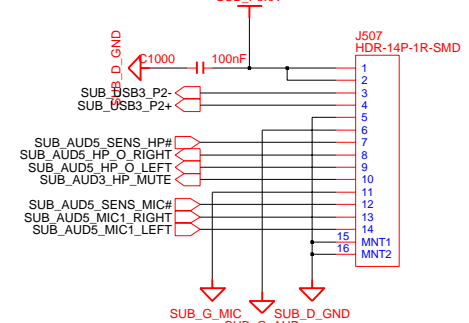 J507
HDR-14P-1R-SMD
SUB_D_GND
C1000
100nF
1
2
SUB_USB3_P2-
3
SUB_USB3_P2+
4
5
6
SUB_AUD5_SENS_HP#
7
SUB_AUD5_HP_O_RIGHT
8
SUB_AUD5_HP_O_LEFT
9
SUB_AUD3_HP_MUTE
10
11
SUB_AUD5_SENS_MIC#
12
SUB_AUD5_MIC1_RIGHT
13
SUB_AUD5_MIC1_LEFT
14
15
MNT1
16
MNT2
SUB_G_MIC
SUB_D_GND